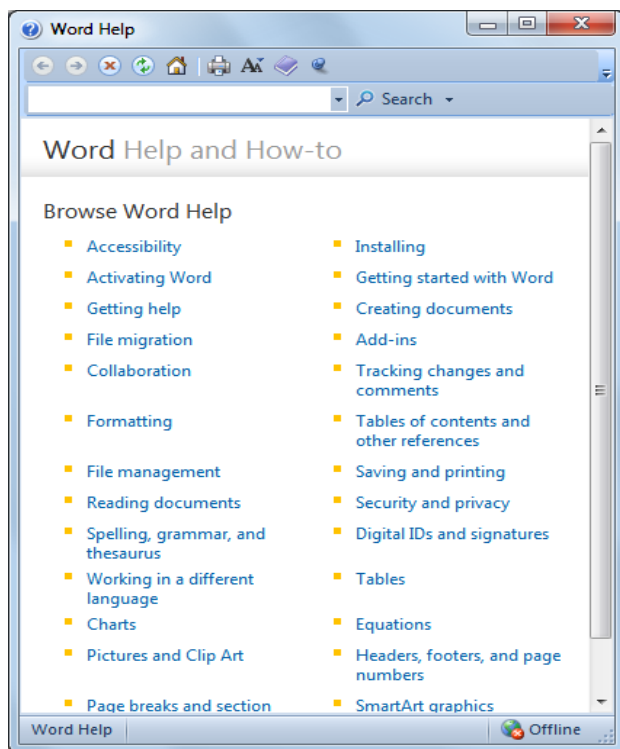 Word Help
Search
Word Help and How-to
Browse Word Help
Accessibility
Installing
Activating Word
Getting started with Word
Getting help
Creating documents
File migration
Add-ins
Collaboration
Tracking changes and
comments
Formatting
Tables of contents and
other references
File management
Saving and printing
Reading documents
Security and privacy
Spelling, grammar, and
thesaurus
Digital IDs and signatures
Working in a different
language
Tables
Charts
Equations
Pictures and Clip Art
Headers, footers, and page
numbers
Page breaks and section
SmartArt graphics
Word Help
Offline